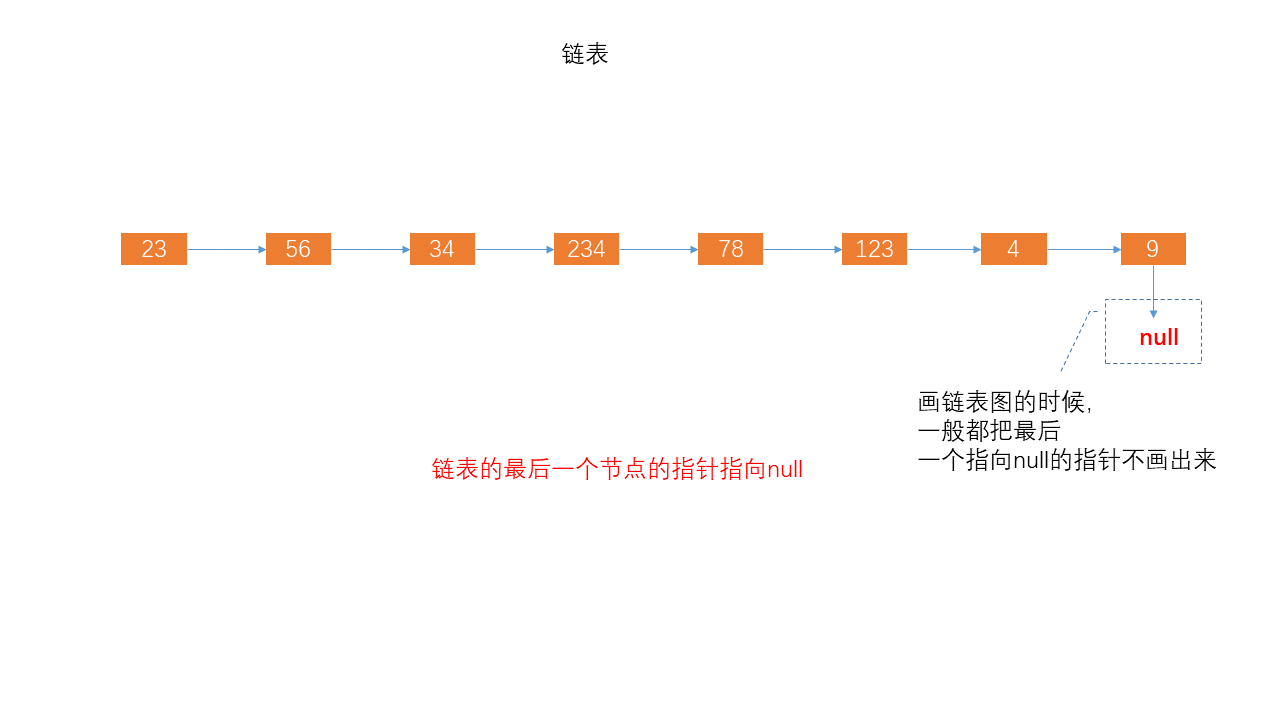 链表
23
56
34
234
78
123
4
9
null
画链表图的时候，
一般都把最后
一个指向null的指针不画出来
链表的最后一个节点的指针指向null